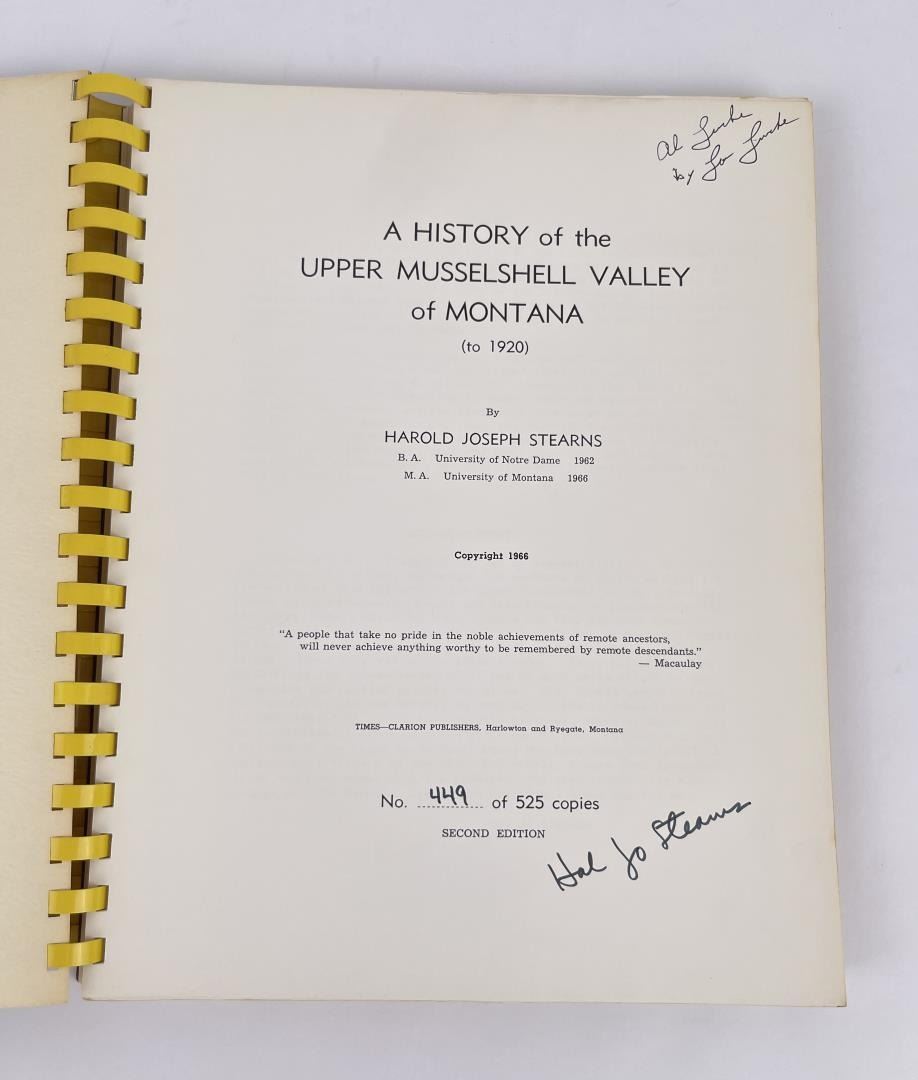 Al
by
A HISTORY of the
UPPER MUSSELSHELL VALLEY
of MONTANA
(to 1920)
By
HAROLD JOSEPH STEARNS
B. A. University of Notre Dame 1962
M. A. University of Montana 1966
Copyright 1966
"A people that take no pride in the noble achievements of remote ancestors,
will never achieve anything worthy to be remembered by remote descendants."
— Macaulay
TIMES—CLARION PUBLISHERS, Harlowton and Ryegate, Montana
No. 449 of 525 copies
SECOND EDITION
Hal Jo Stearns